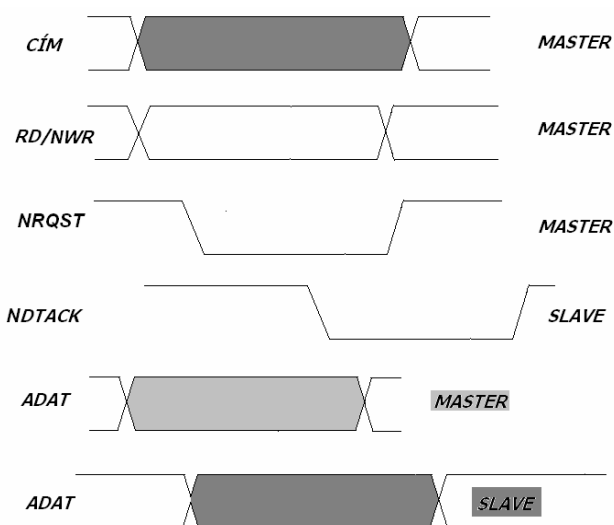 CÍM MASTER
RD/NWR MASTER
NRQST MASTER
NDTACK SLAVE
ADAT MASTER
ADAT SLAVE